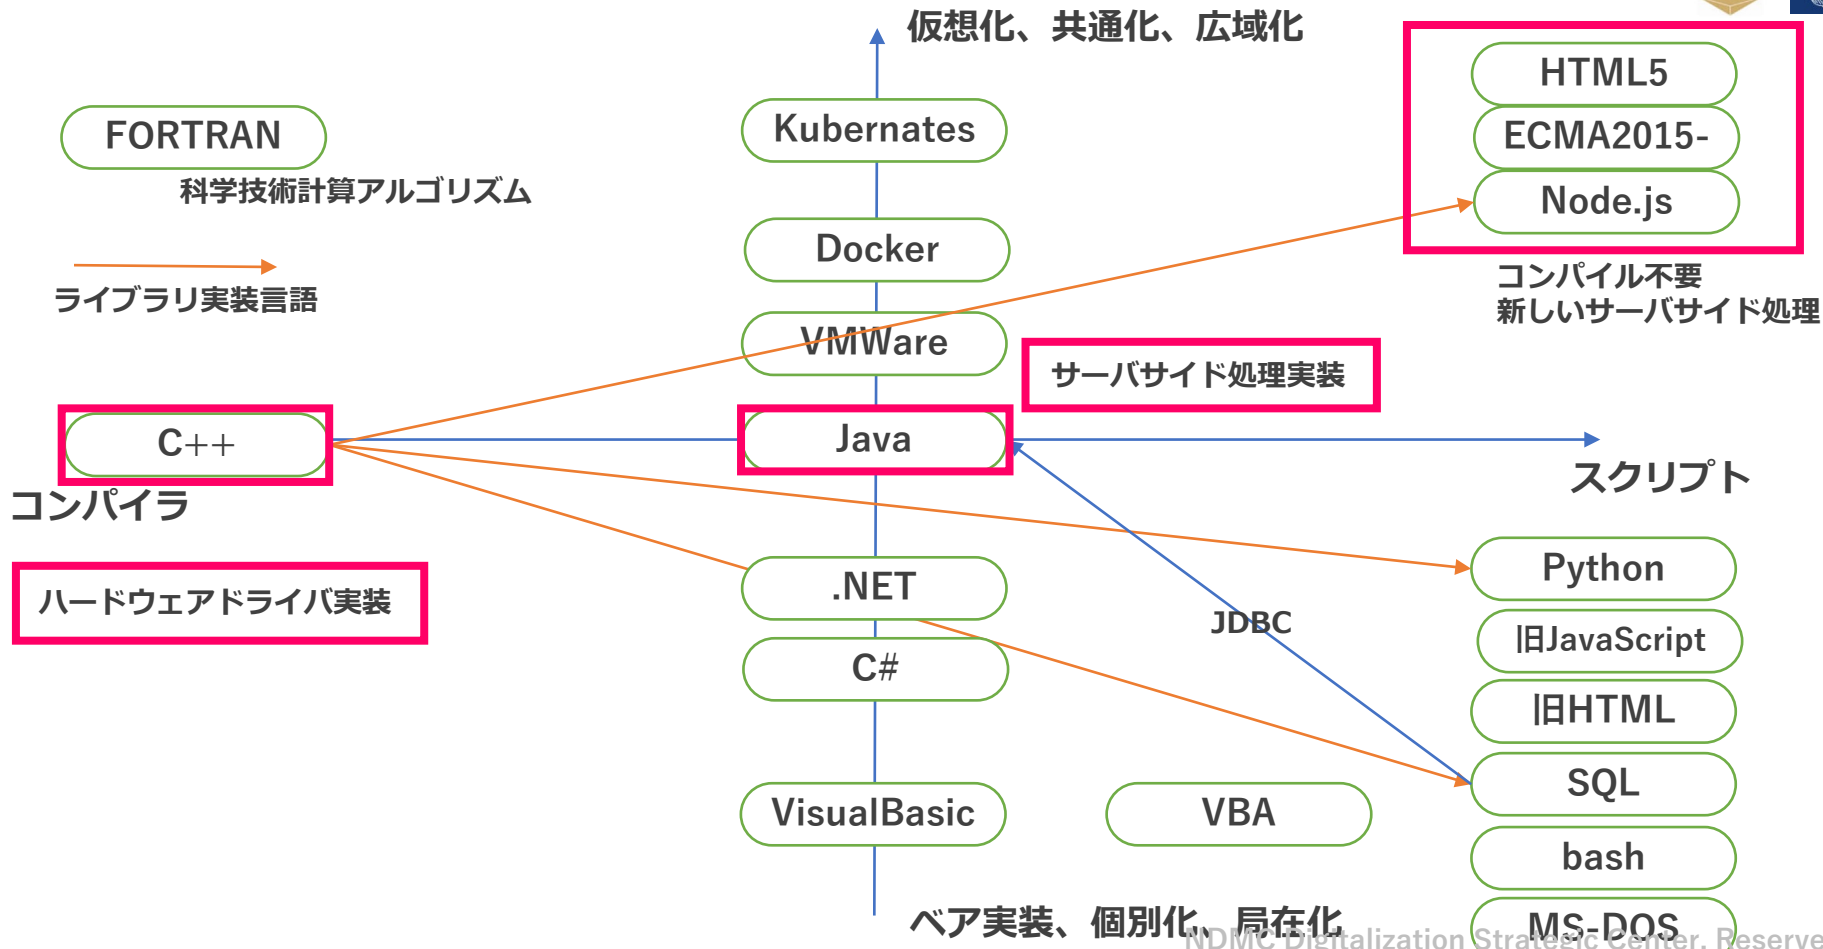 仮想化、共通化、広域化
HTML5
FORTRAN
Kubernates
ECMA2015-
科学技術計算アルゴリズム
Node.js
Docker
ライブラリ実装言語
コンパイル不要
新しいサーバサイド処理
VMWare
サーバサイド処理実装
C++
Java
コンパイラ
スクリプト
ハードウェアドライバ実装
.NET
Python
JDBC
旧JavaScript
C#
旧HTML
VisualBasic
VBA
SQL
bash
ベア実装、個別化、局在化
MS-DOS
NDMC Digitalization Strategic Center. Reserve